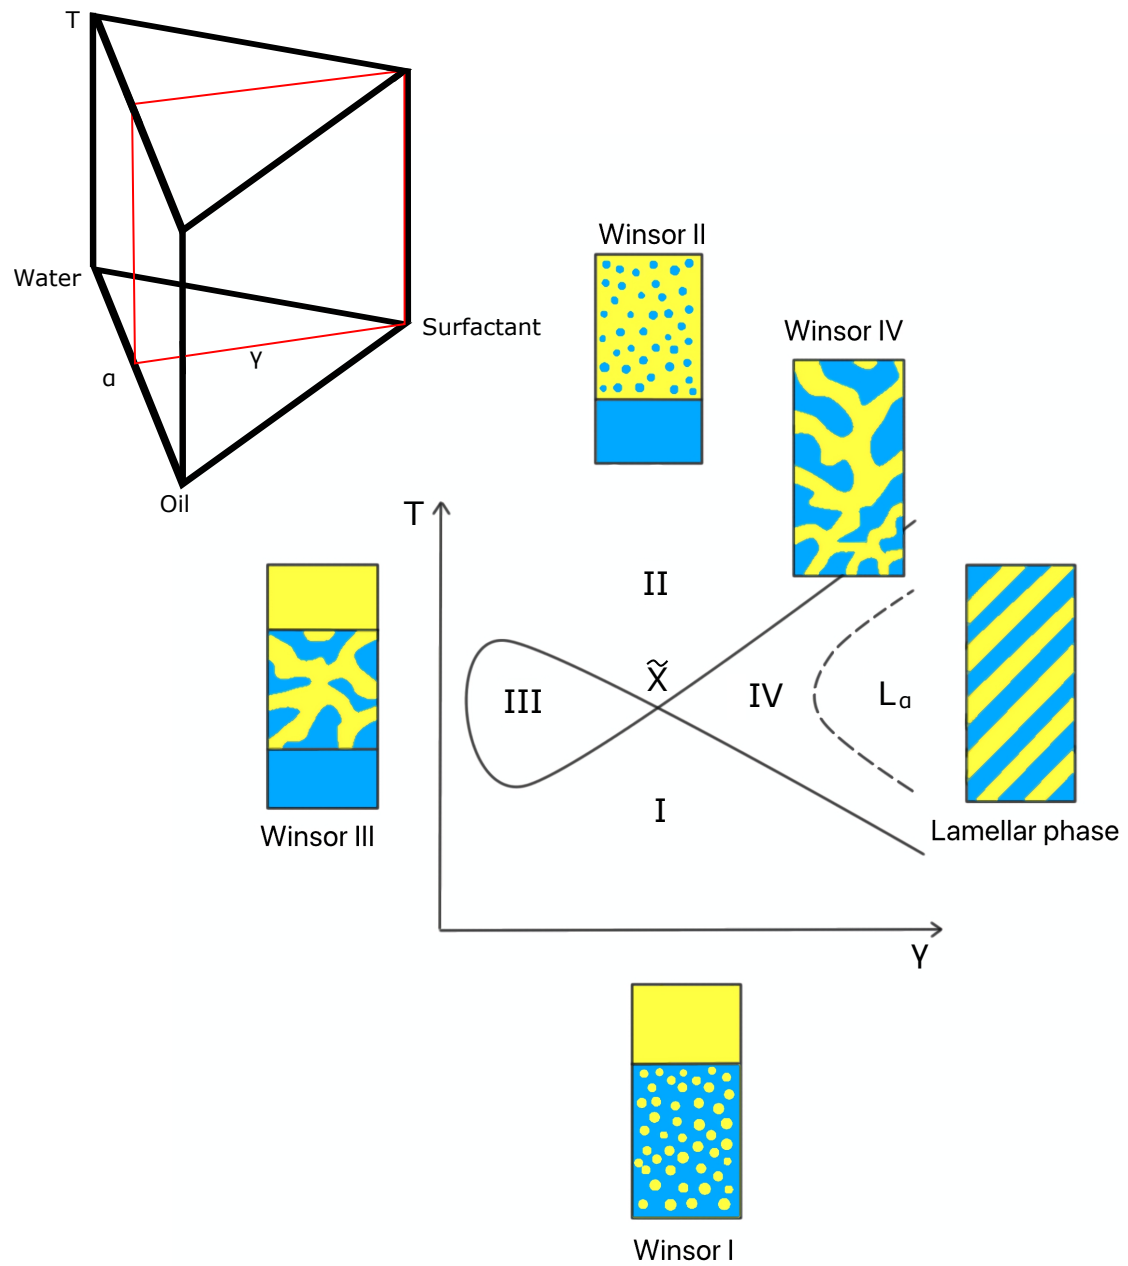 T
Water
Surfactant
α
γ
Oil
Winsor II
Winsor IV
T
II
X̃
III
IV
Lα
I
Winsor III
Lamellar phase
γ
Winsor I